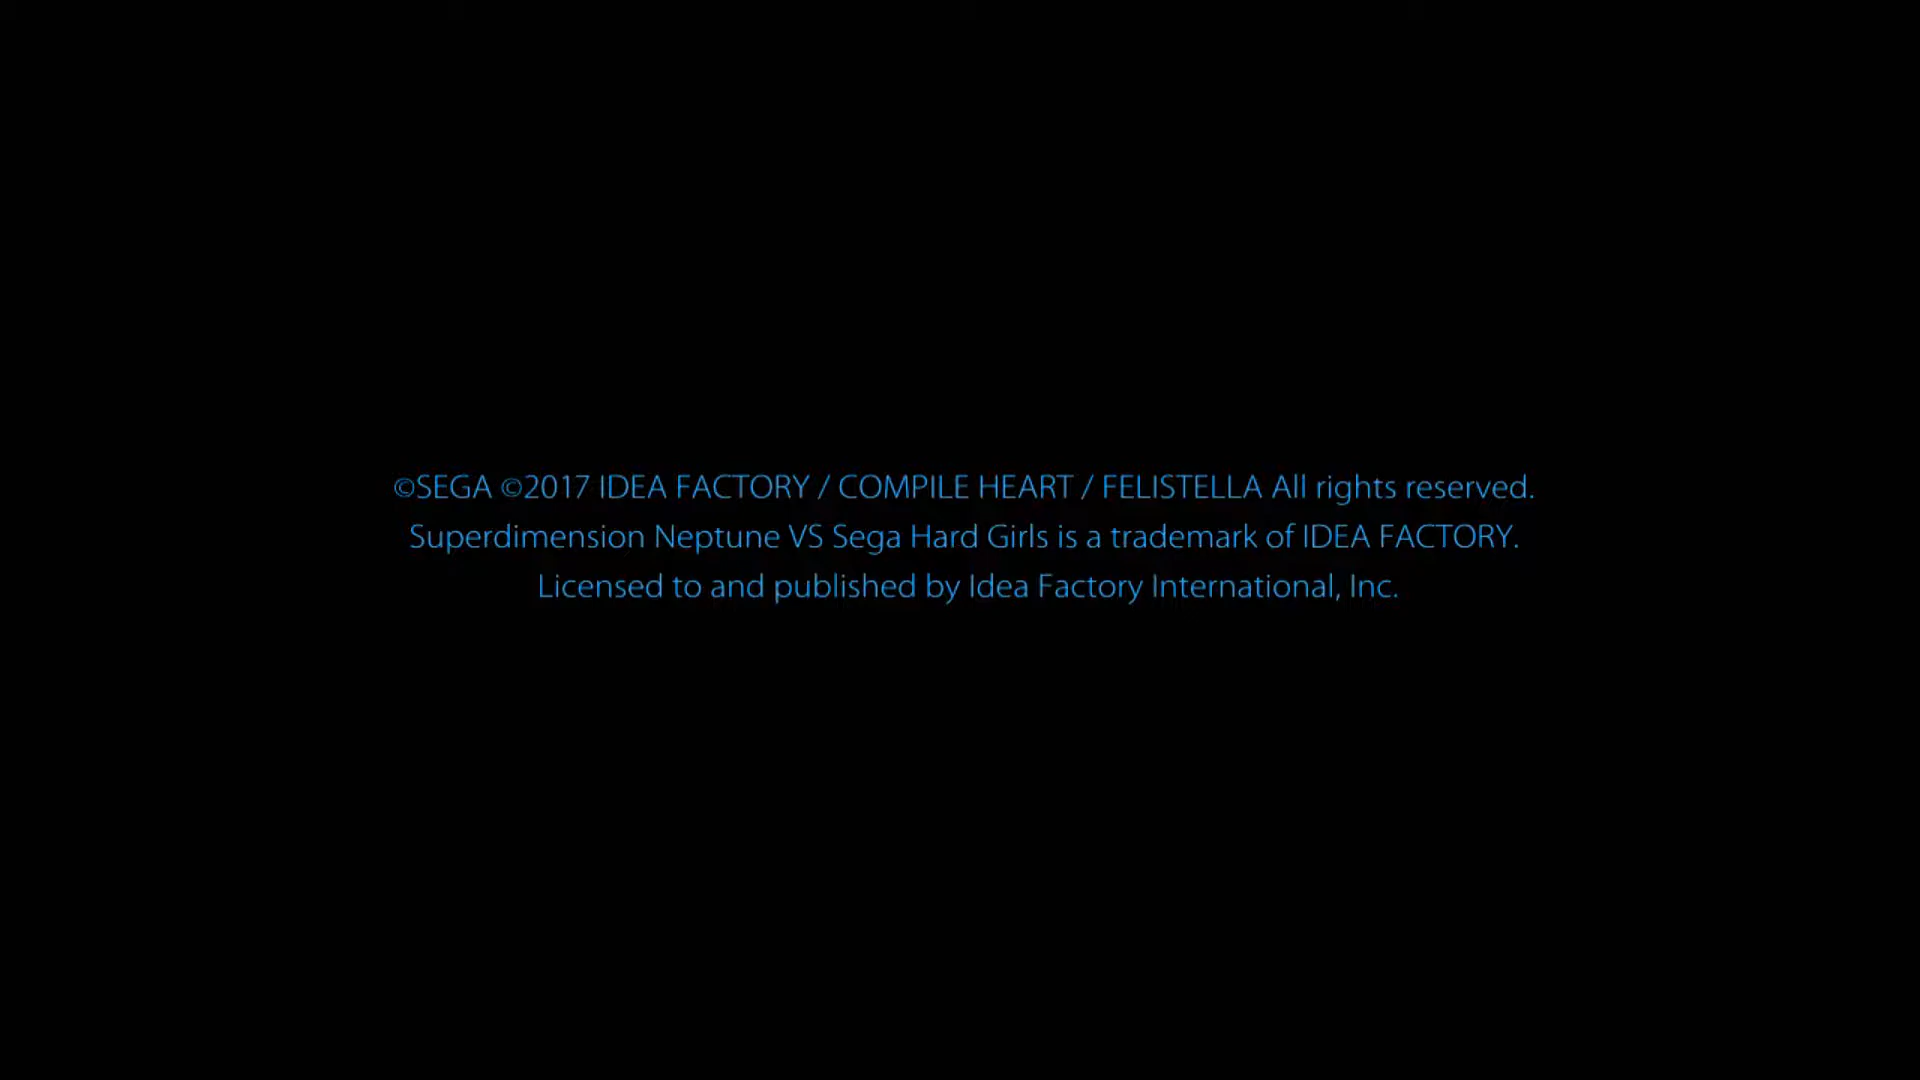 ©SEGA ©2017 IDEA FACTORY / COMPILE HEART / FELISTELLA All rights reserved.
Superdimension Neptune VS Sega Hard Girls is a trademark of IDEA FACTORY.
Licensed to and published by Idea Factory International, Inc.